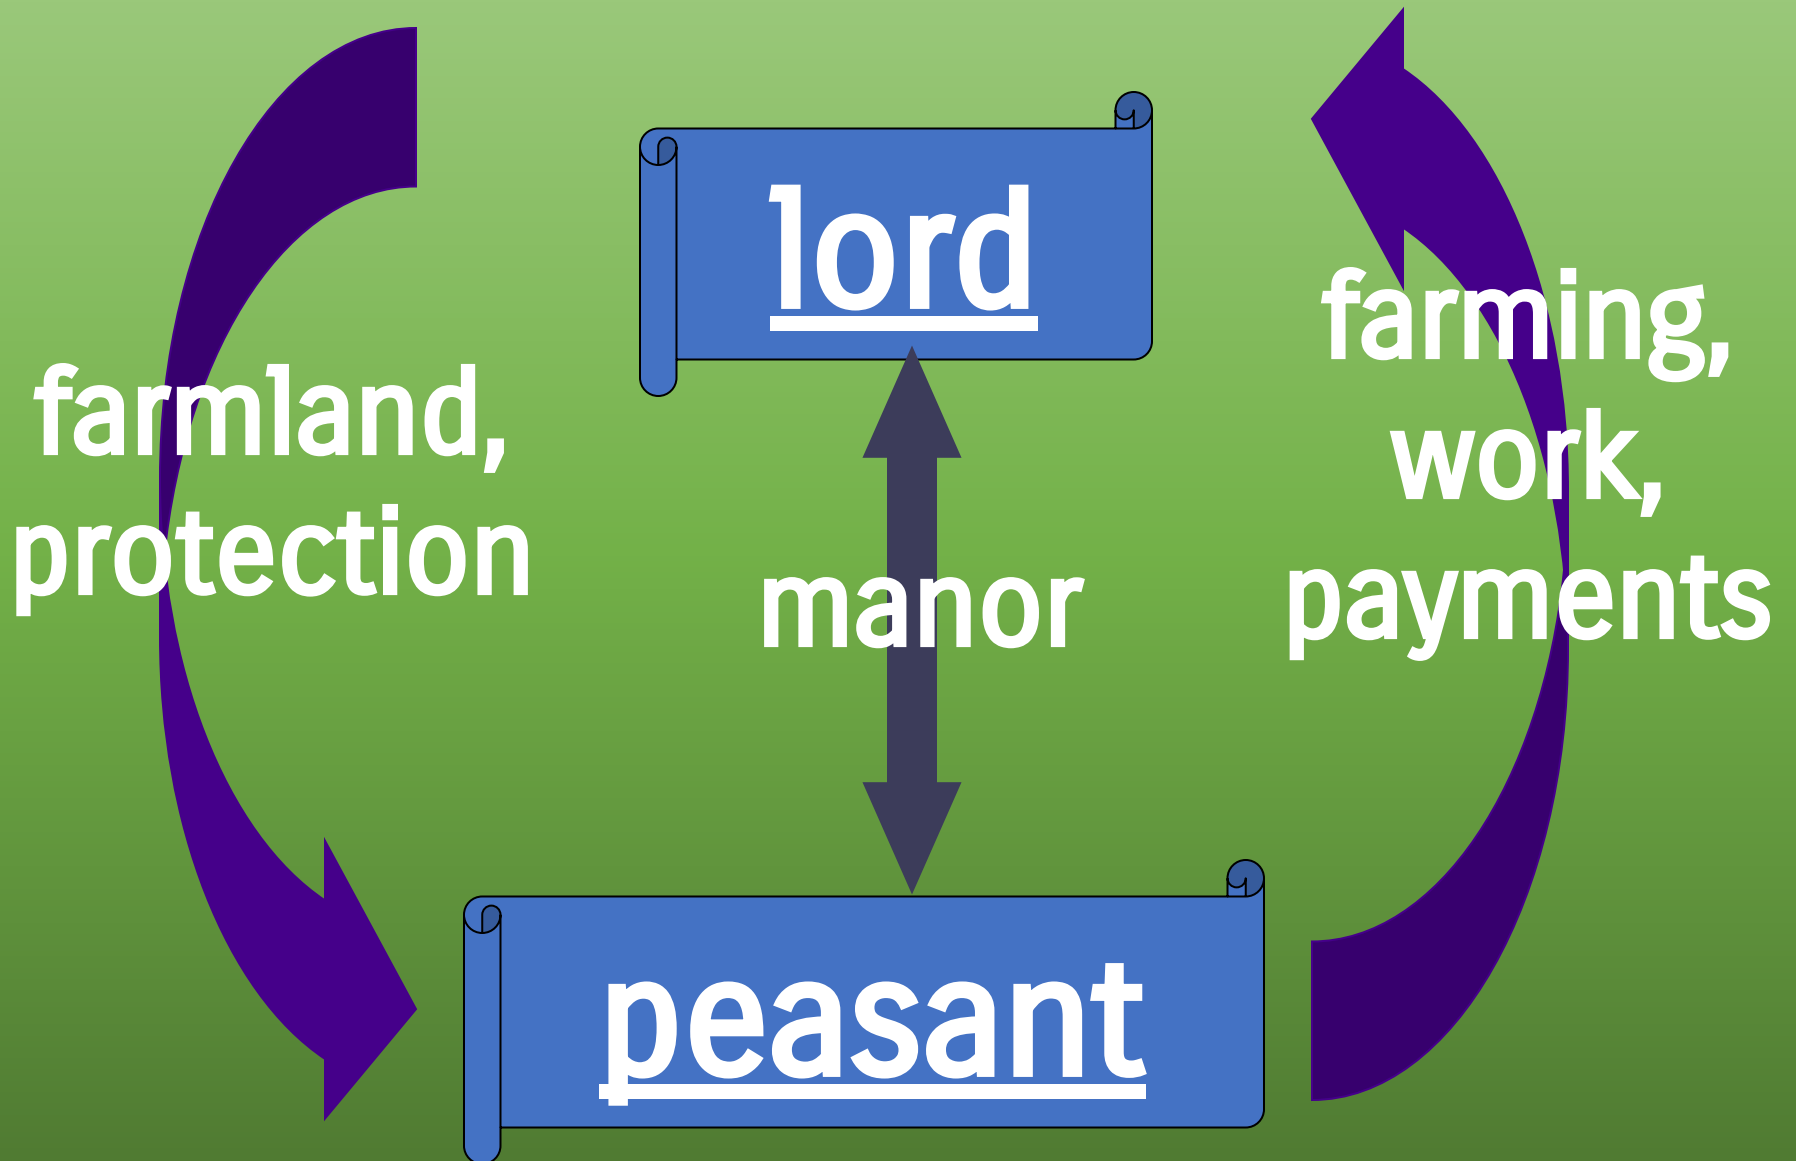 lord
farmland,
protection
manor
farming,
work,
payments
peasant